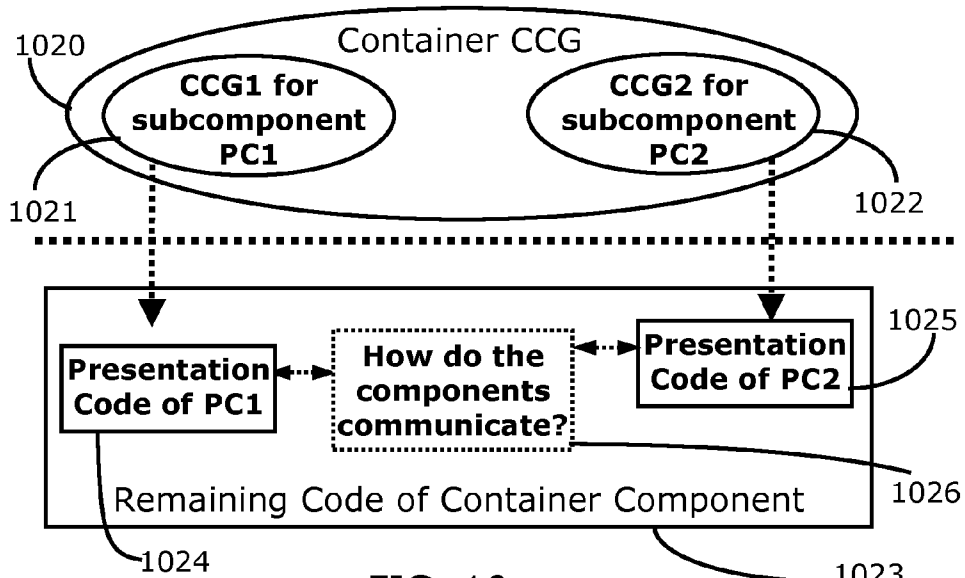 Container CCG
1020
CCG1 for
subcomponent
PC1
CCG2 for
subcomponent
PC2
1021
1022
Presentation
Code of PC1
How do the
components
communicate?
Presentation
Code of PC2
1025
1026
Remaining Code of Container Component
1024
1023